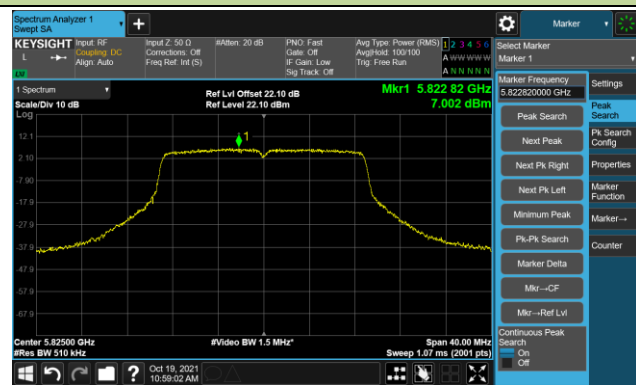 Spectrum Analyzer 1
Swept SA
+
Marker
KEYSIGHT
L
Input: RF
Coupling: DC
Align: Auto
Input Z: 50 Ω
Corrections: Off
Freq Ref: Int (S)
#Atten: 20 dB
PNO: Fast
Gate: Off
IF Gain: Low
Sig Track: Off
Avg Type: Power (RMS)
Avg|Hold: 100/100
Trig: Free Run
1 2 3 4 5 6
A W W W W W
A N N N N N
Select Marker
Marker 1
1 Spectrum
Scale/Div 10 dB
Log
Ref Lvl Offset 22.10 dB
Ref Level 22.10 dBm
Mkr1 5.822 82 GHz
7.002 dBm
1
12.1
2.10
-7.90
-17.9
-27.9
-37.9
-47.9
-57.9
-67.9
Center 5.82500 GHz
#Res BW 510 kHz
#Video BW 1.5 MHz*
Span 40.00 MHz
Sweep 1.07 ms (2001 pts)
Marker Frequency
5.822820000 GHz
Peak Search
Next Peak
Next Pk Right
Next Pk Left
Minimum Peak
Pk-Pk Search
Marker Delta
Mkr→CF
Mkr→Ref Lvl
Continuous Peak
Search
On
Off
Settings
Peak
Search
Pk Search
Config
Properties
Marker
Function
Marker→
Counter
?
Oct 19, 2021
10:59:02 AM